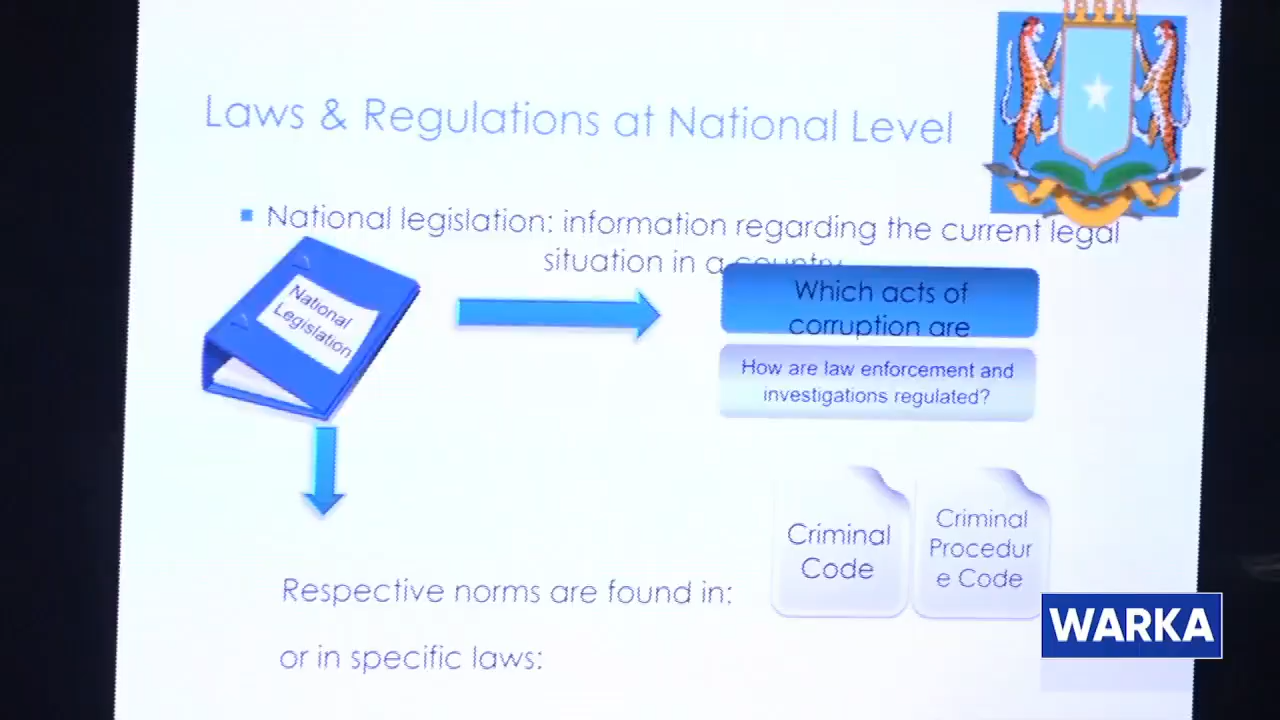 Laws & Regulations at National Level
National legislation: information regarding the current legal
situation in a country
National
Legislation
Which acts of
corruption are
How are law enforcement and
investigations regulated?
Criminal
Code
Criminal
Procedur
e Code
Respective norms are found in:
or in specific laws:
WARKA